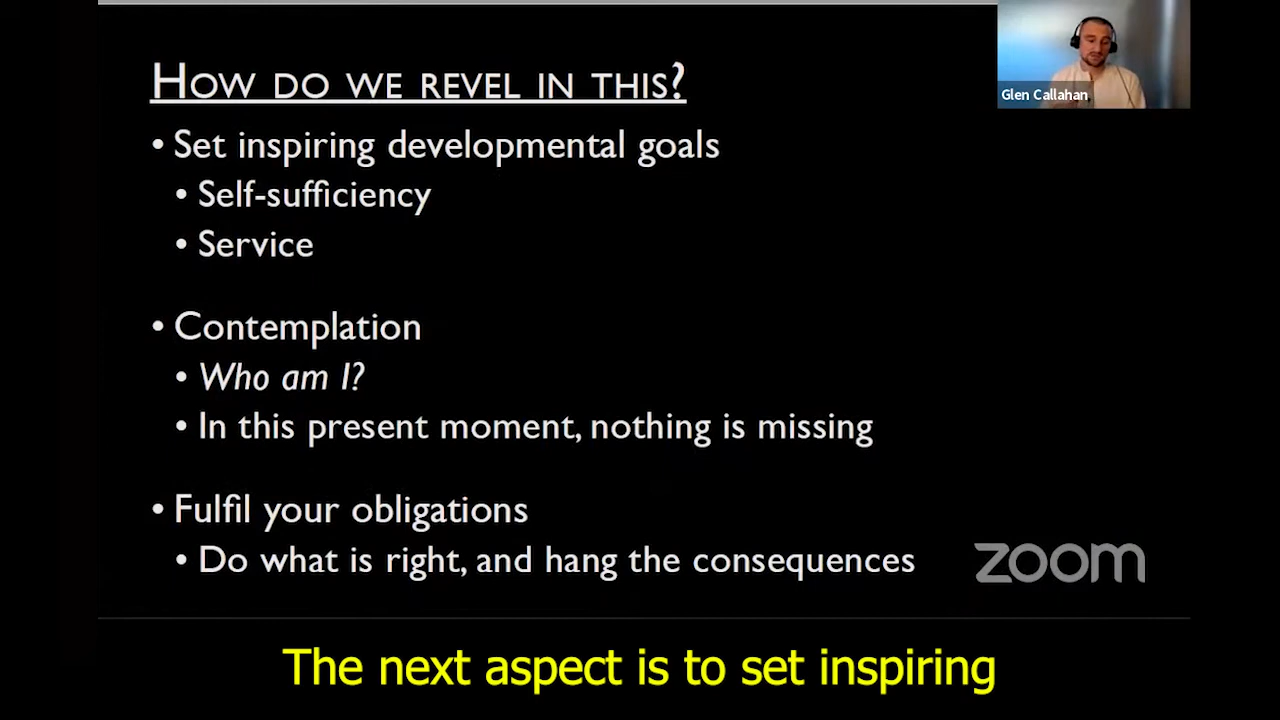 How do we revel in this?
Glen Callahan
• Set inspiring developmental goals
• Self-sufficiency
• Service
• Contemplation
• Who am I?
• In this present moment, nothing is missing
• Fulfil your obligations
• Do what is right, and hang the consequences
zoom
The next aspect is to set inspiring